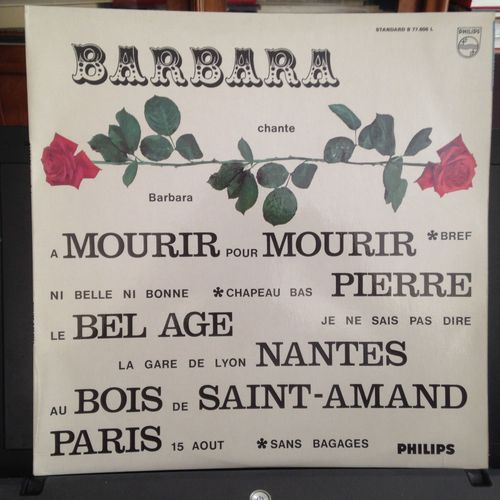 STANDARD B 77.806 L
PHILIPS
BARBARA
chante
Barbara
A MOURIR POUR MOURIR *BREF
NI BELLE NI BONNE *CHAPEAU BAS PIERRE
LE BEL AGE JE NE SAIS PAS DIRE
LA GARE DE LYON NANTES
AU BOIS DE SAINT-AMAND
PARIS 15 AOUT *SANS BAGAGES PHILIPS